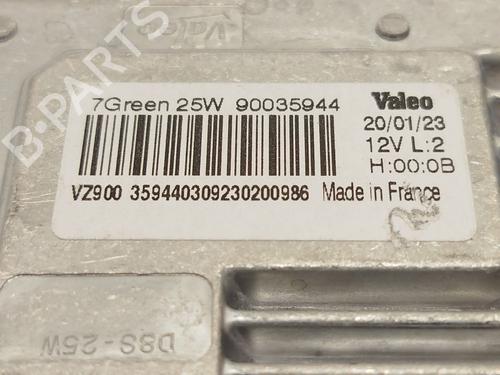 Valeo
B-PARTS
7Green 25W 90035944
Valeo
20/01/23
12V L:2
H:00:0B
VZ900 359440309230200986 Made in France
D8S-25W